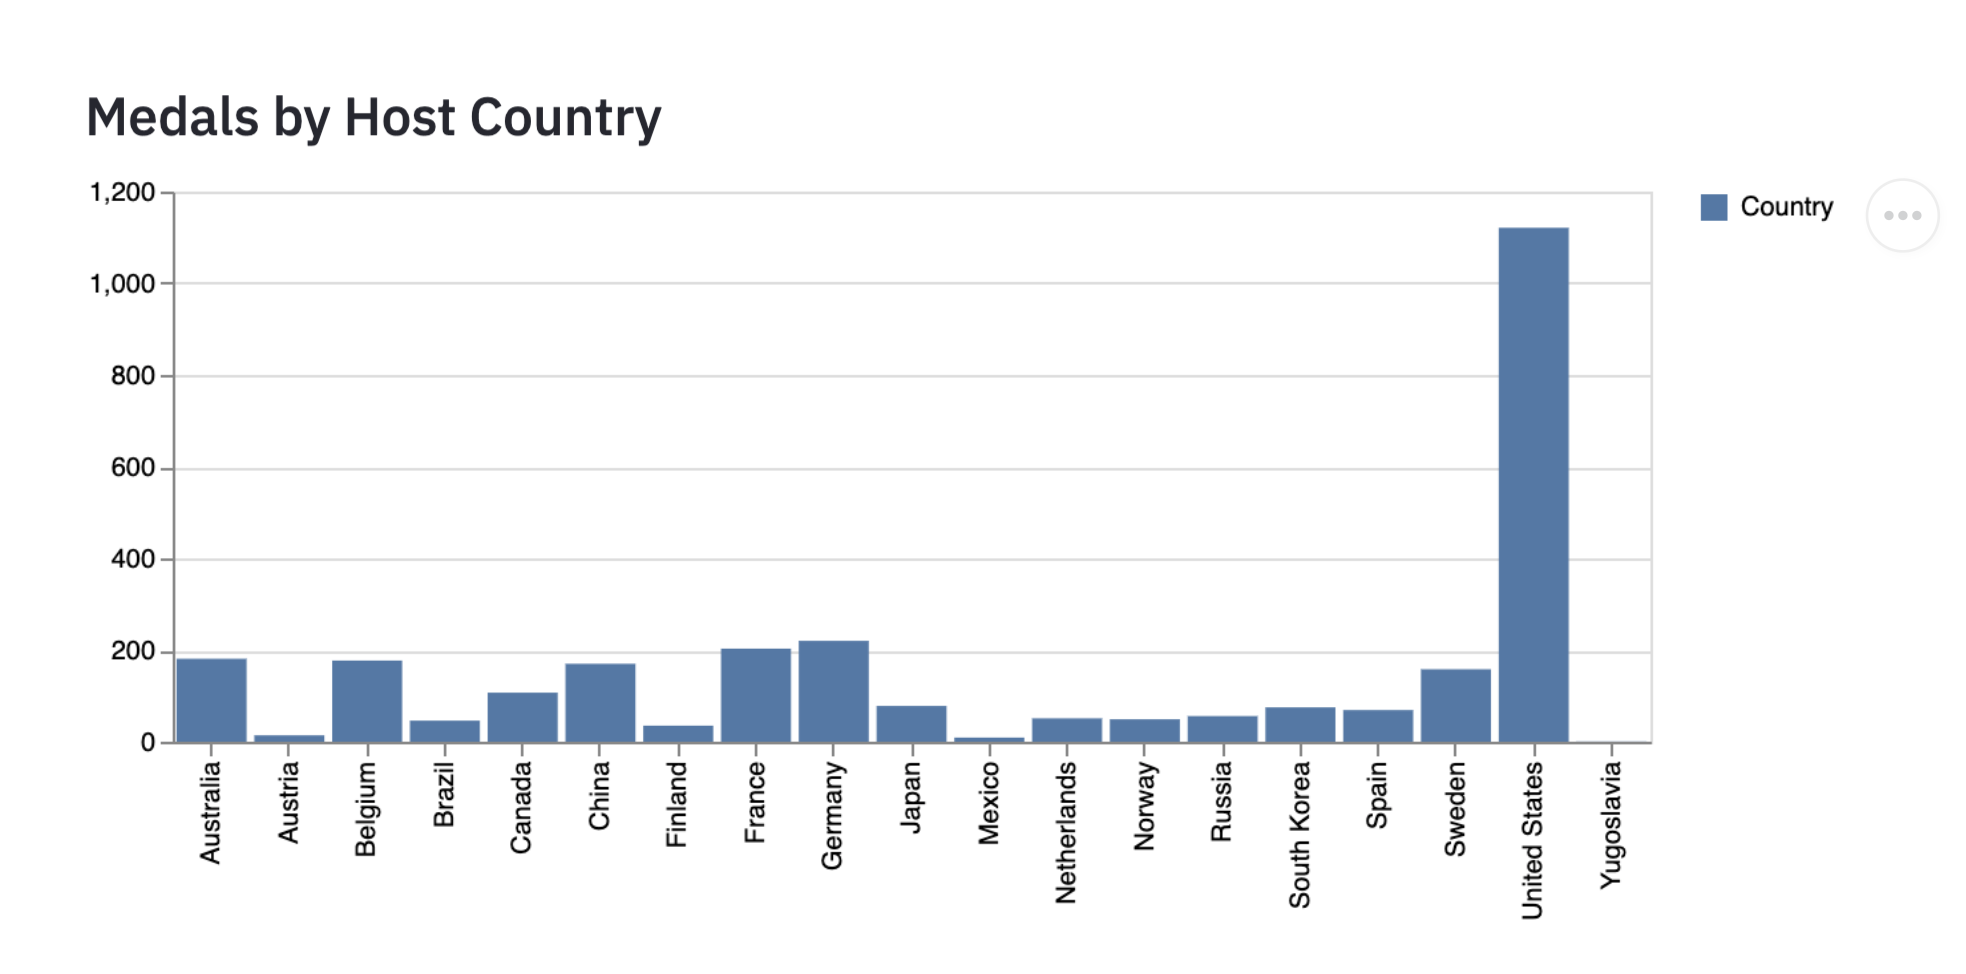 Medals by Host Country
1,200
1,000
800
600
400
200
0
Country
Australia
Austria
Belgium
Brazil
Canada
China
Finland
France
Germany
Japan
Mexico
Netherlands
Norway
Russia
South Korea
Spain
Sweden
United States
Yugoslavia